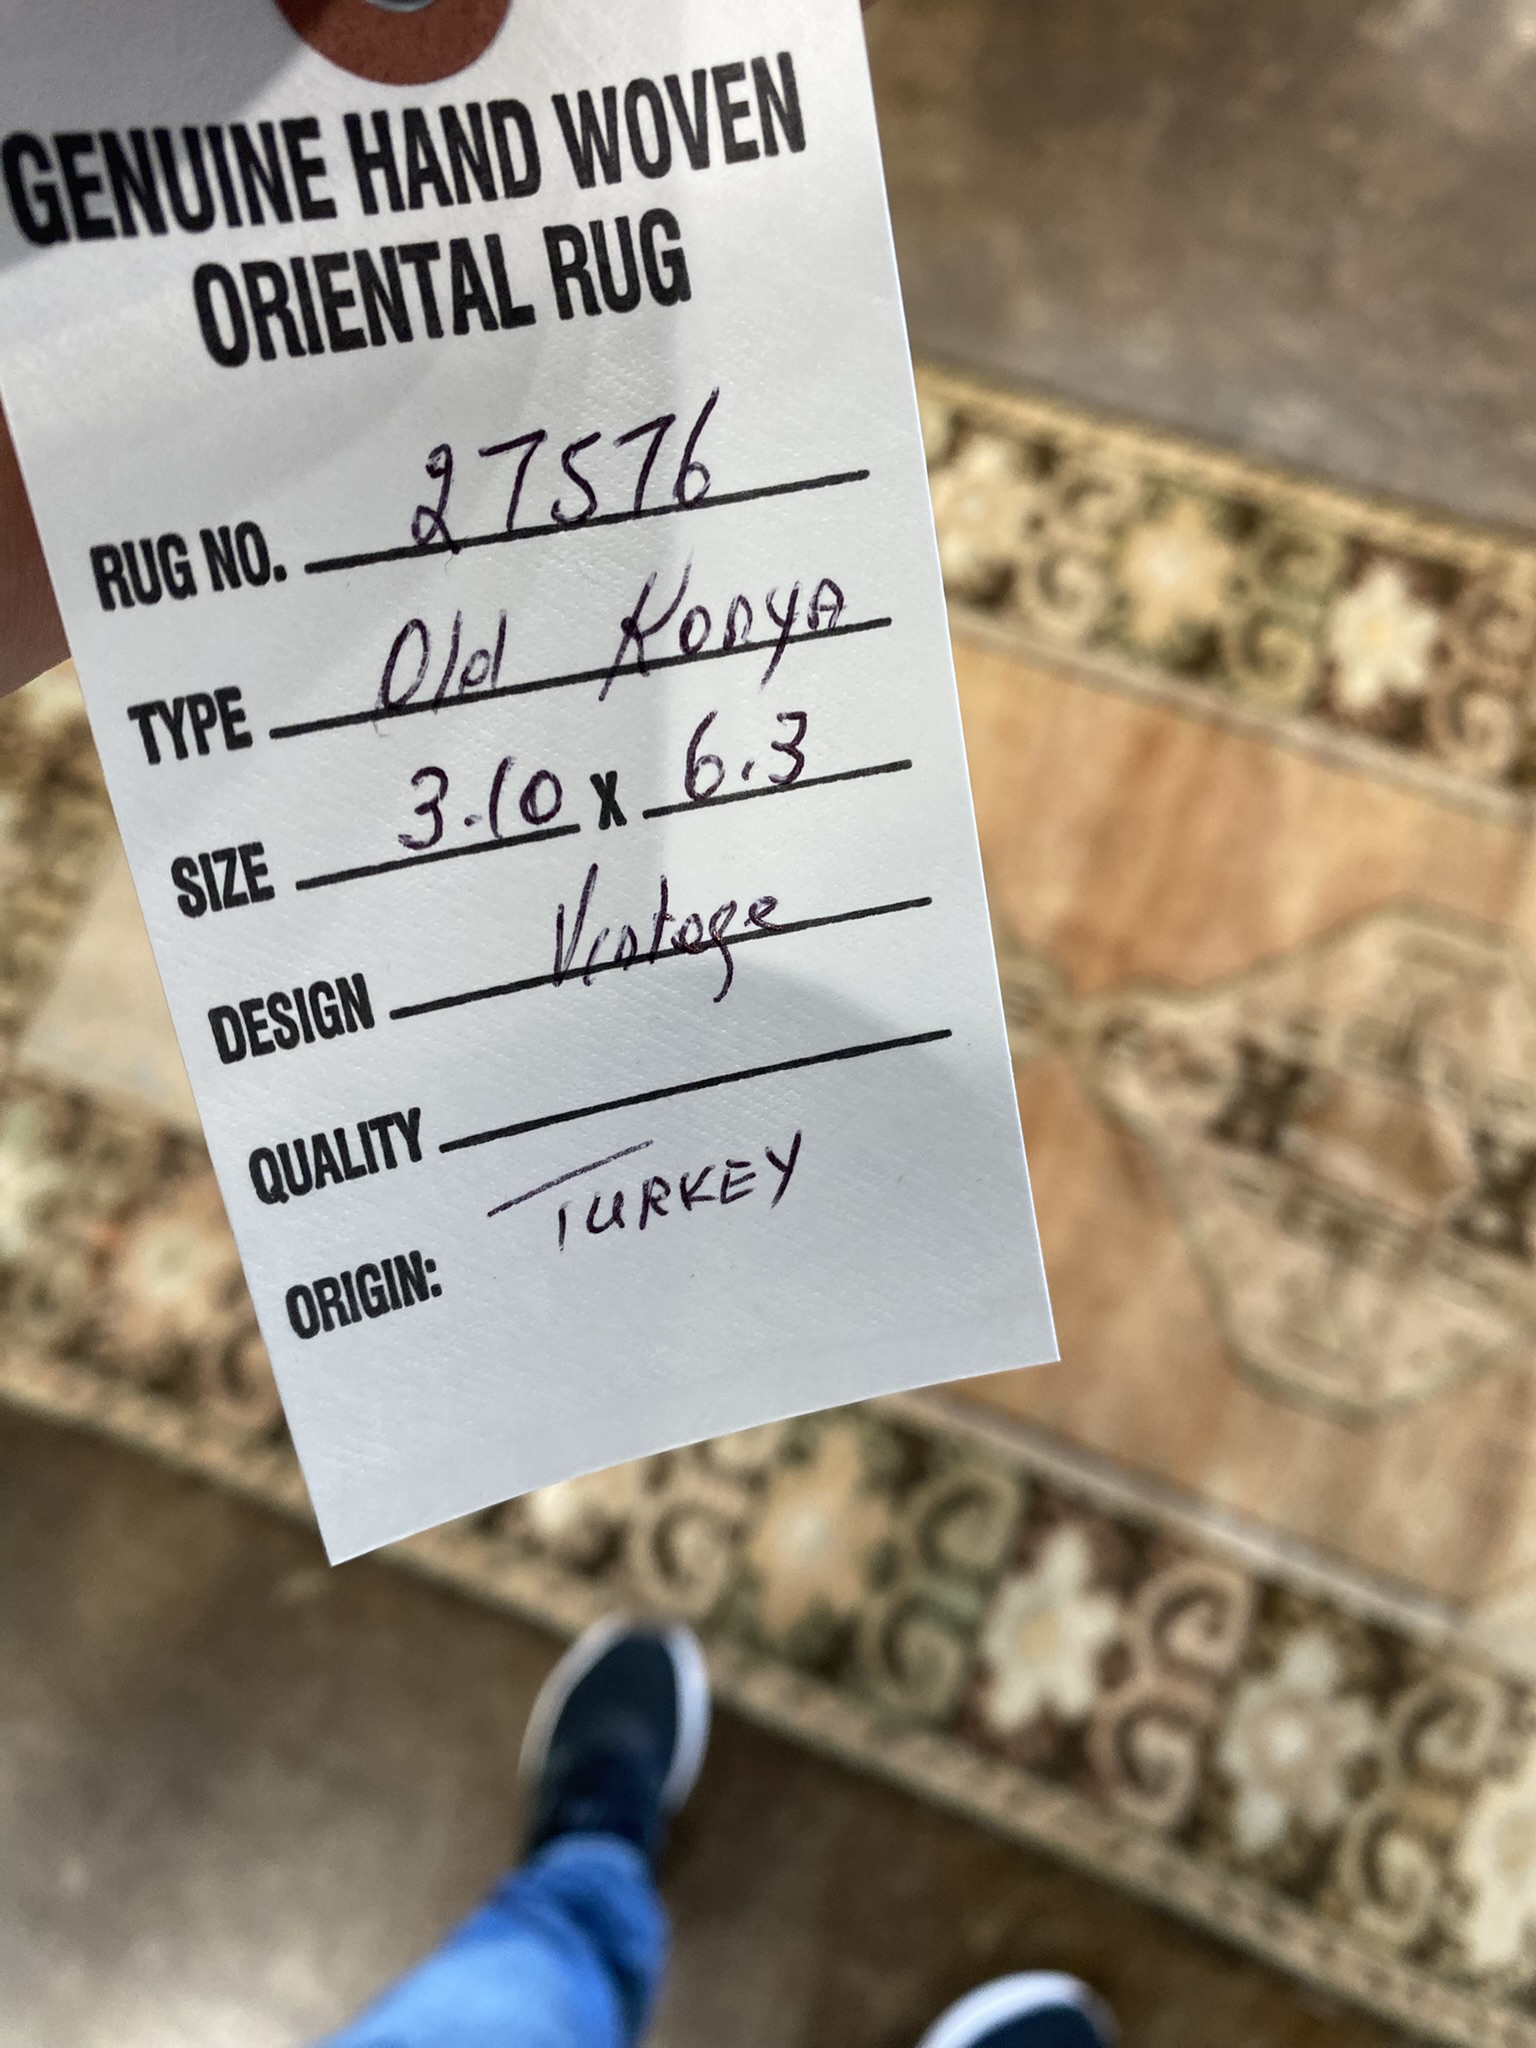 GENUINE HAND WOVEN
ORIENTAL RUG
RUG NO. 27576
TYPE Old Konya
SIZE 3.10 x 6.3
DESIGN Vintage
QUALITY
ORIGIN: TURKEY